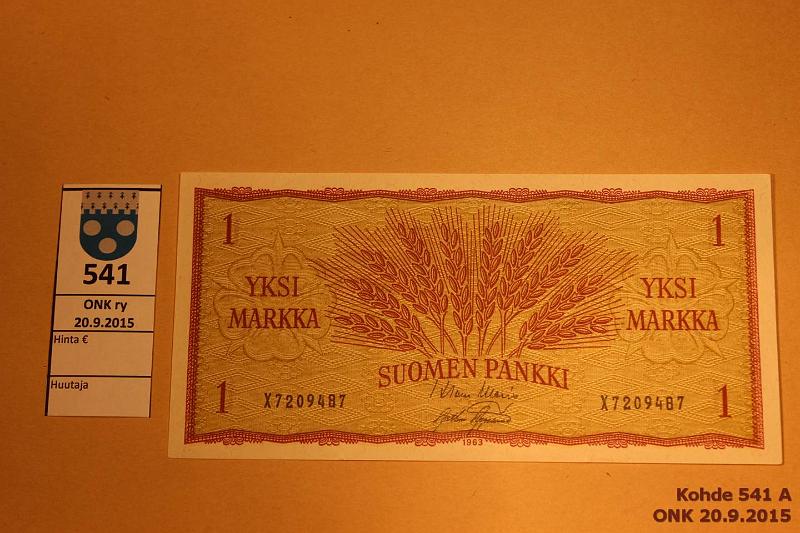 541
ONK ry
20.9.2015
Hinta €
Huutaja
1
1
YKSI
MARKKA
YKSI
MARKKA
SUOMEN PANKKI
1
X7209487
X7209487
1
1963
Kohde 541 A
ONK 20.9.2015